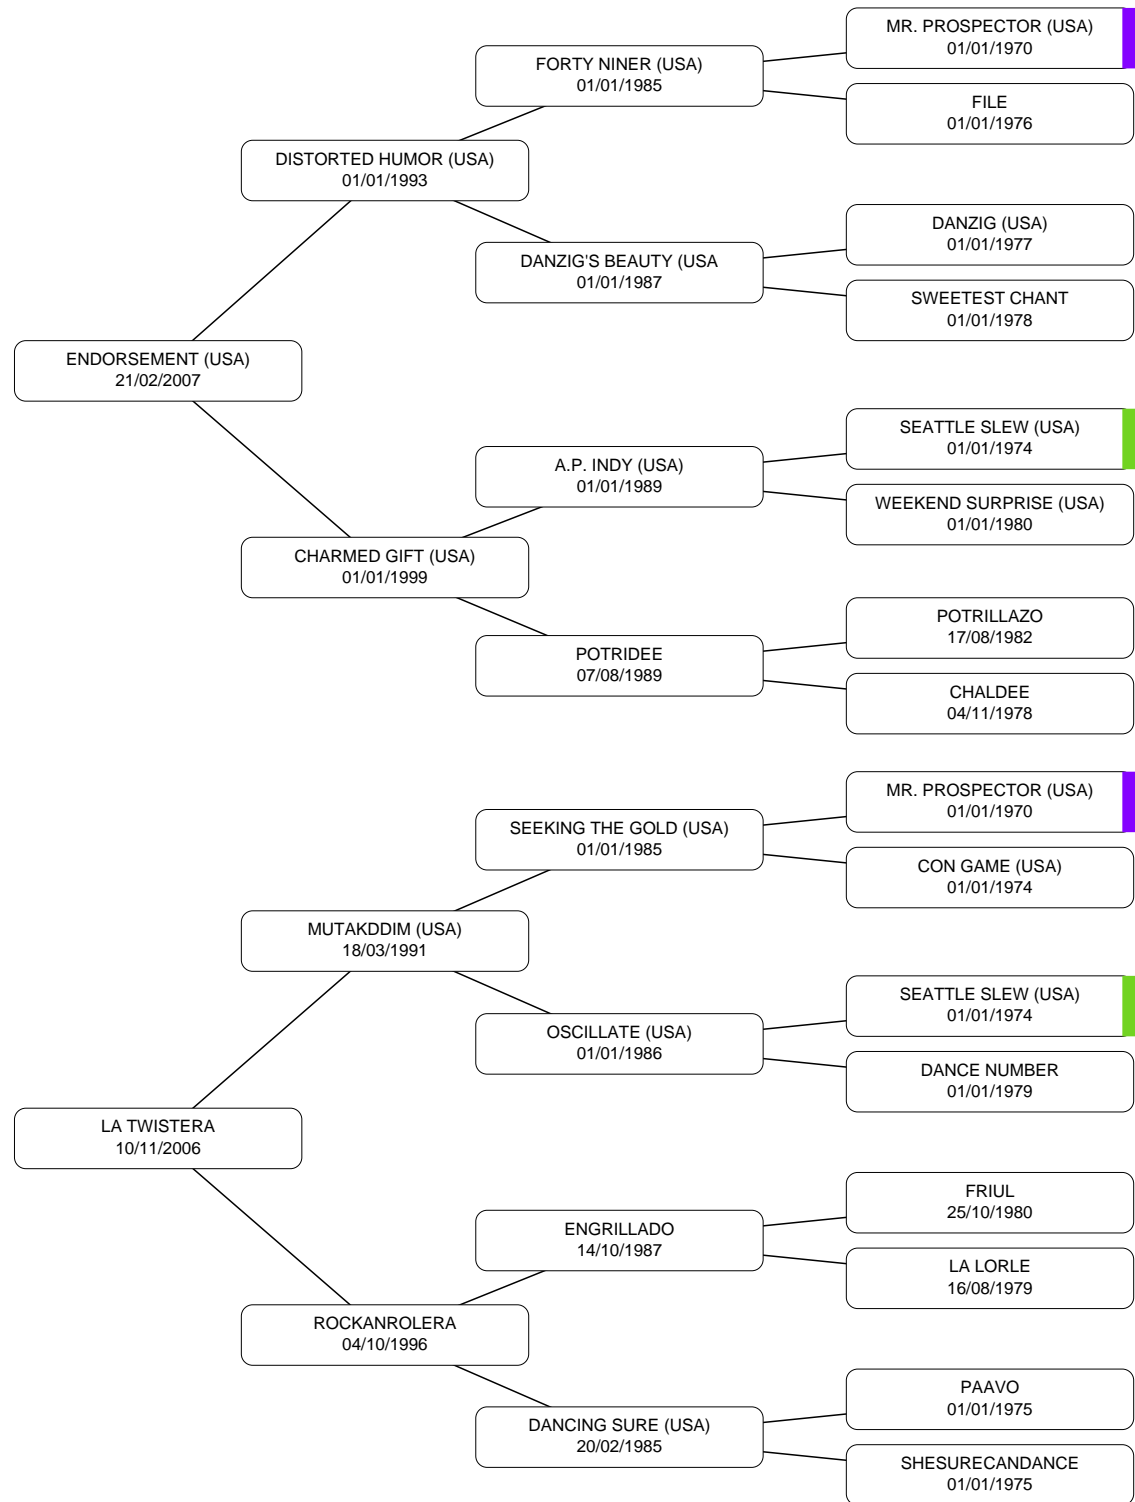 MR. PROSPECTOR (USA)
01/01/1970
FORTY NINER (USA)
01/01/1985
FILE
01/01/1976
DISTORTED HUMOR (USA)
01/01/1993
DANZIG (USA)
01/01/1977
DANZIG'S BEAUTY (USA
01/01/1987
SWEETEST CHANT
01/01/1978
ENDORSEMENT (USA)
21/02/2007
SEATTLE SLEW (USA)
01/01/1974
A.P. INDY (USA)
01/01/1989
WEEKEND SURPRISE (USA)
01/01/1980
CHARMED GIFT (USA)
01/01/1999
POTRILLAZO
17/08/1982
POTRIDEE
07/08/1989
CHALDEE
04/11/1978
MR. PROSPECTOR (USA)
01/01/1970
SEEKING THE GOLD (USA)
01/01/1985
CON GAME (USA)
01/01/1974
MUTAKDDIM (USA)
18/03/1991
SEATTLE SLEW (USA)
01/01/1974
OSCILLATE (USA)
01/01/1986
DANCE NUMBER
01/01/1979
LA TWISTERA
10/11/2006
FRIUL
25/10/1980
ENGRILLADO
14/10/1987
LA LORLE
16/08/1979
ROCKANROLERA
04/10/1996
PAAVO
01/01/1975
DANCING SURE (USA)
20/02/1985
SHESURECANDANCE
01/01/1975